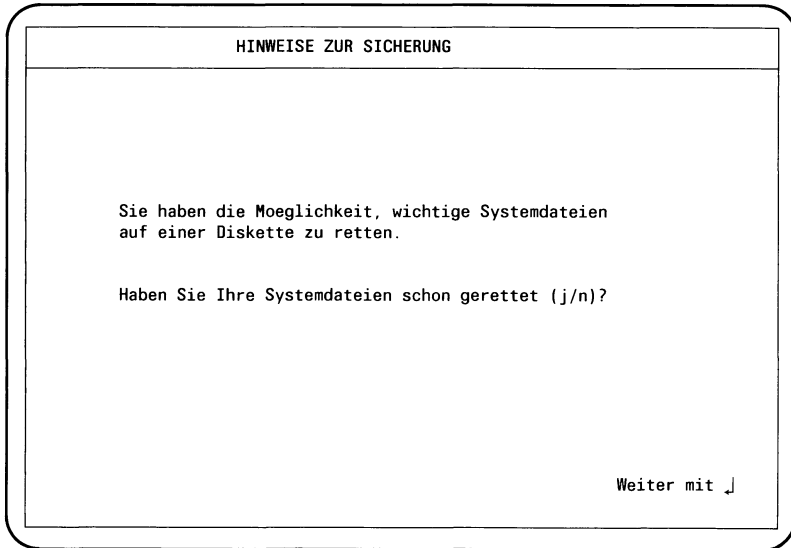 HINWEISE ZUR SICHERUNG
Sie haben die Moeglichkeit, wichtige Systemdateien
auf einer Diskette zu retten.
Haben Sie Ihre Systemdateien schon gerettet (j/n)?
Weiter mit ↵